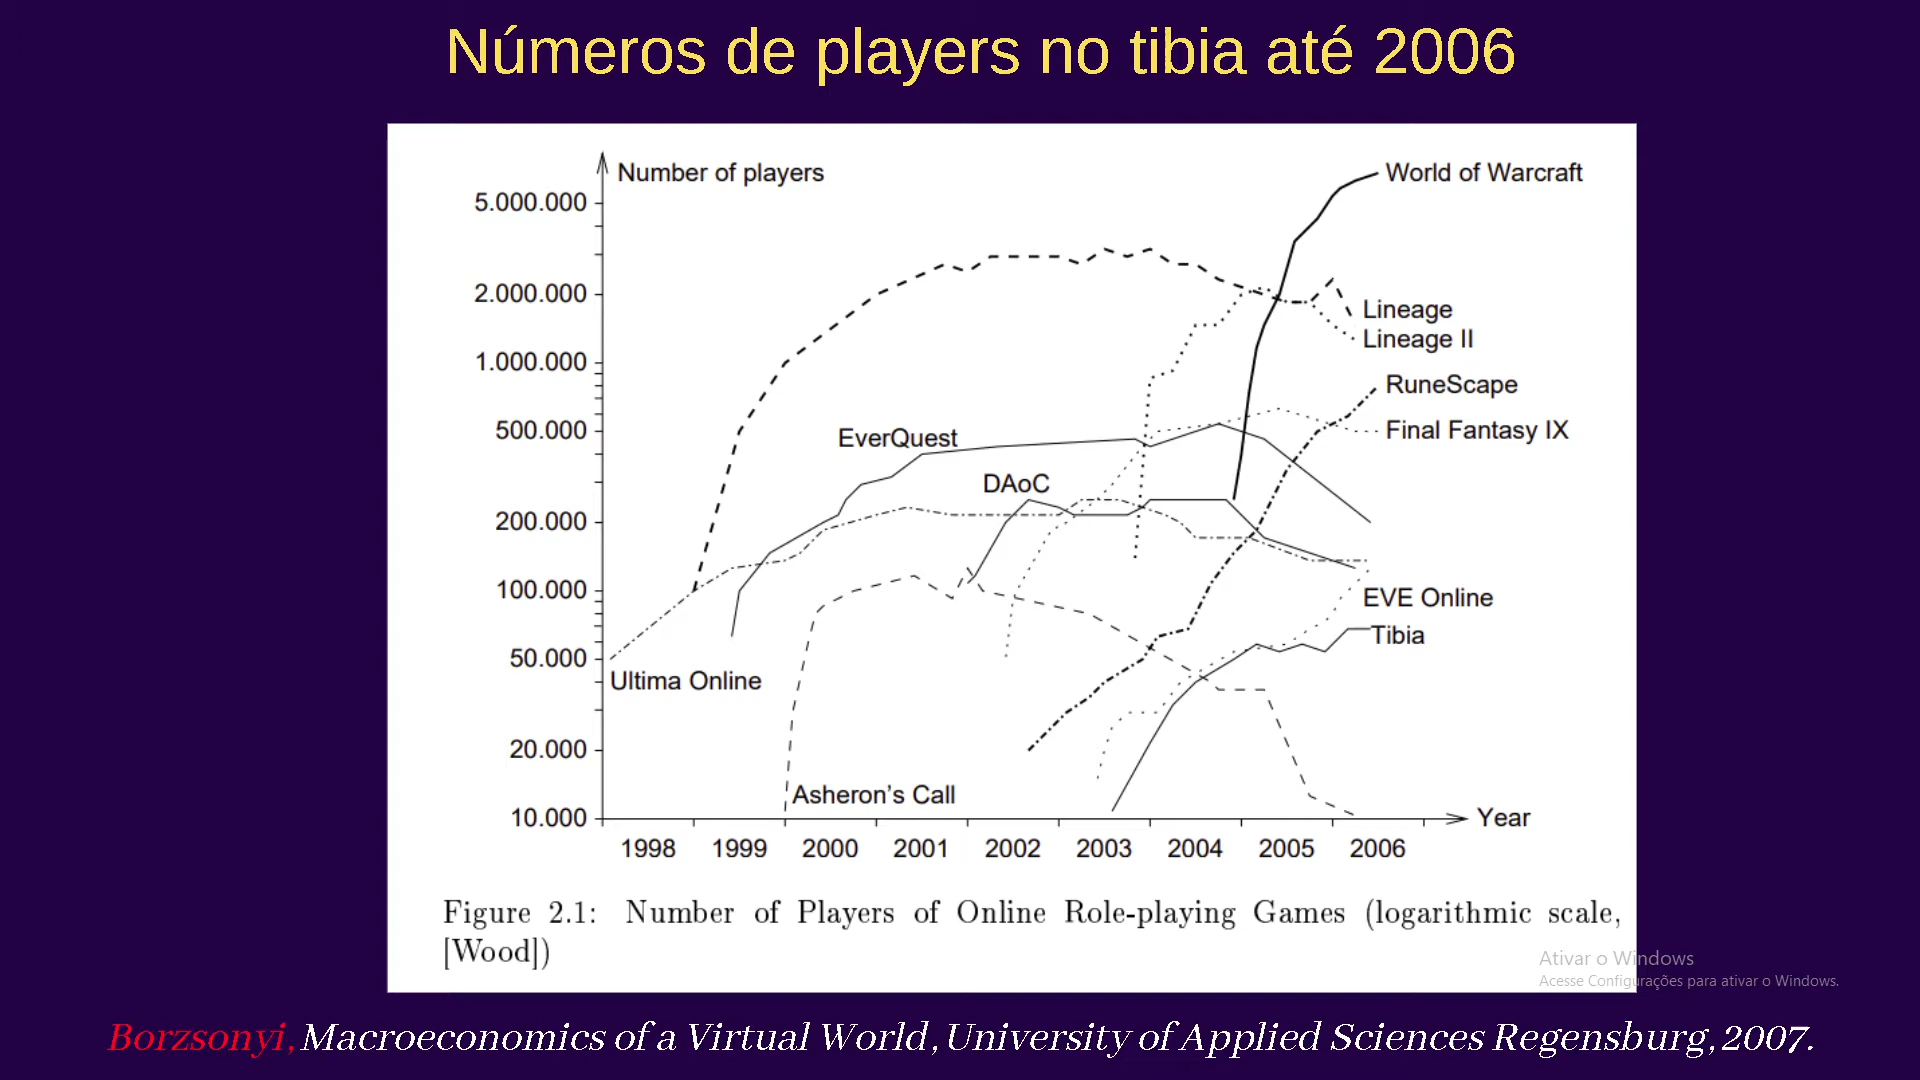 Números de players no tibia até 2006
Number of players
World of Warcraft
5.000.000
2.000.000
Lineage
Lineage II
1.000.000
RuneScape
500.000
EverQuest
Final Fantasy IX
DAoC
200.000
100.000
EVE Online
Tibia
50.000
Ultima Online
20.000
Asheron's Call
10.000
Year
1998 1999 2000 2001 2002 2003 2004 2005 2006
Figure 2.1: Number of Players of Online Role-playing Games (logarithmic scale,
[Wood])
Ativar o Windows
Acesse Configurações para ativar o Windows.
Borzsonyi, Macroeconomics of a Virtual World, University of Applied Sciences Regensburg, 2007.